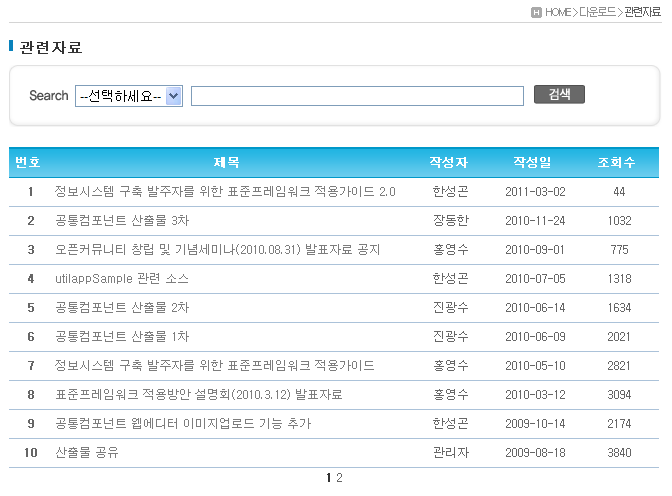 H HOME > 다운로드 > 관련자료
관련자료
Search --선택하세요-- 검색
번호 제목 작성자 작성일 조회수
1 정보시스템 구축 발주자를 위한 표준프레임워크 적용가이드 2.0 한성곤 2011-03-02 44
2 공통컴포넌트 산출물 3차 장동한 2010-11-24 1032
3 오픈커뮤니티 창립 및 기념세미나(2010.08.31) 발표자료 공지 홍영수 2010-09-01 775
4 utilappSample 관련 소스 한성곤 2010-07-05 1318
5 공통컴포넌트 산출물 2차 진광수 2010-06-14 1634
6 공통컴포넌트 산출물 1차 진광수 2010-06-09 2021
7 정보시스템 구축 발주자를 위한 표준프레임워크 적용가이드 홍영수 2010-05-10 2821
8 표준프레임워크 적용방안 설명회(2010.3.12) 발표자료 홍영수 2010-03-12 3094
9 공통컴포넌트 웹에디터 이미지업로드 기능 추가 한성곤 2009-10-14 2174
10 산출물 공유 관리자 2009-08-18 3840
1 2